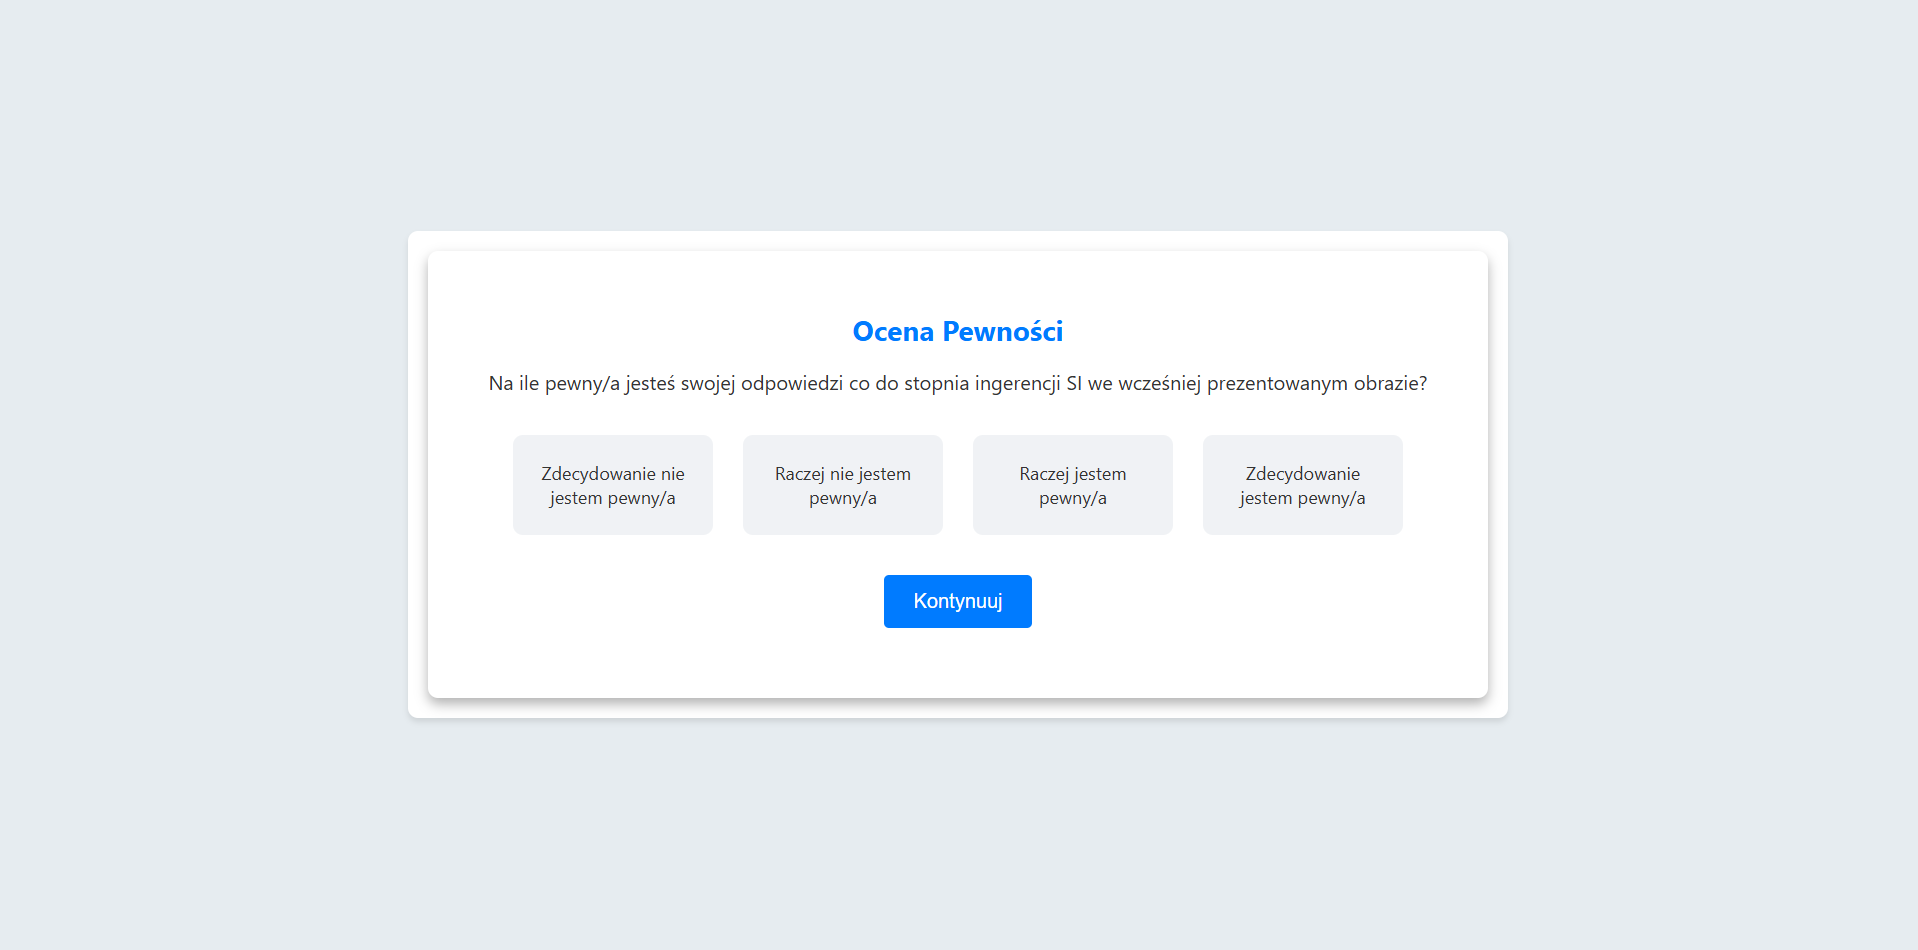 Ocena Pewności
Na ile pewny/a jesteś swojej odpowiedzi co do stopnia ingerencji SI we wcześniej prezentowanym obrazie?
Zdecydowanie nie
jestem pewny/a
Raczej nie jestem
pewny/a
Raczej jestem
pewny/a
Zdecydowanie
jestem pewny/a
Kontynuuj